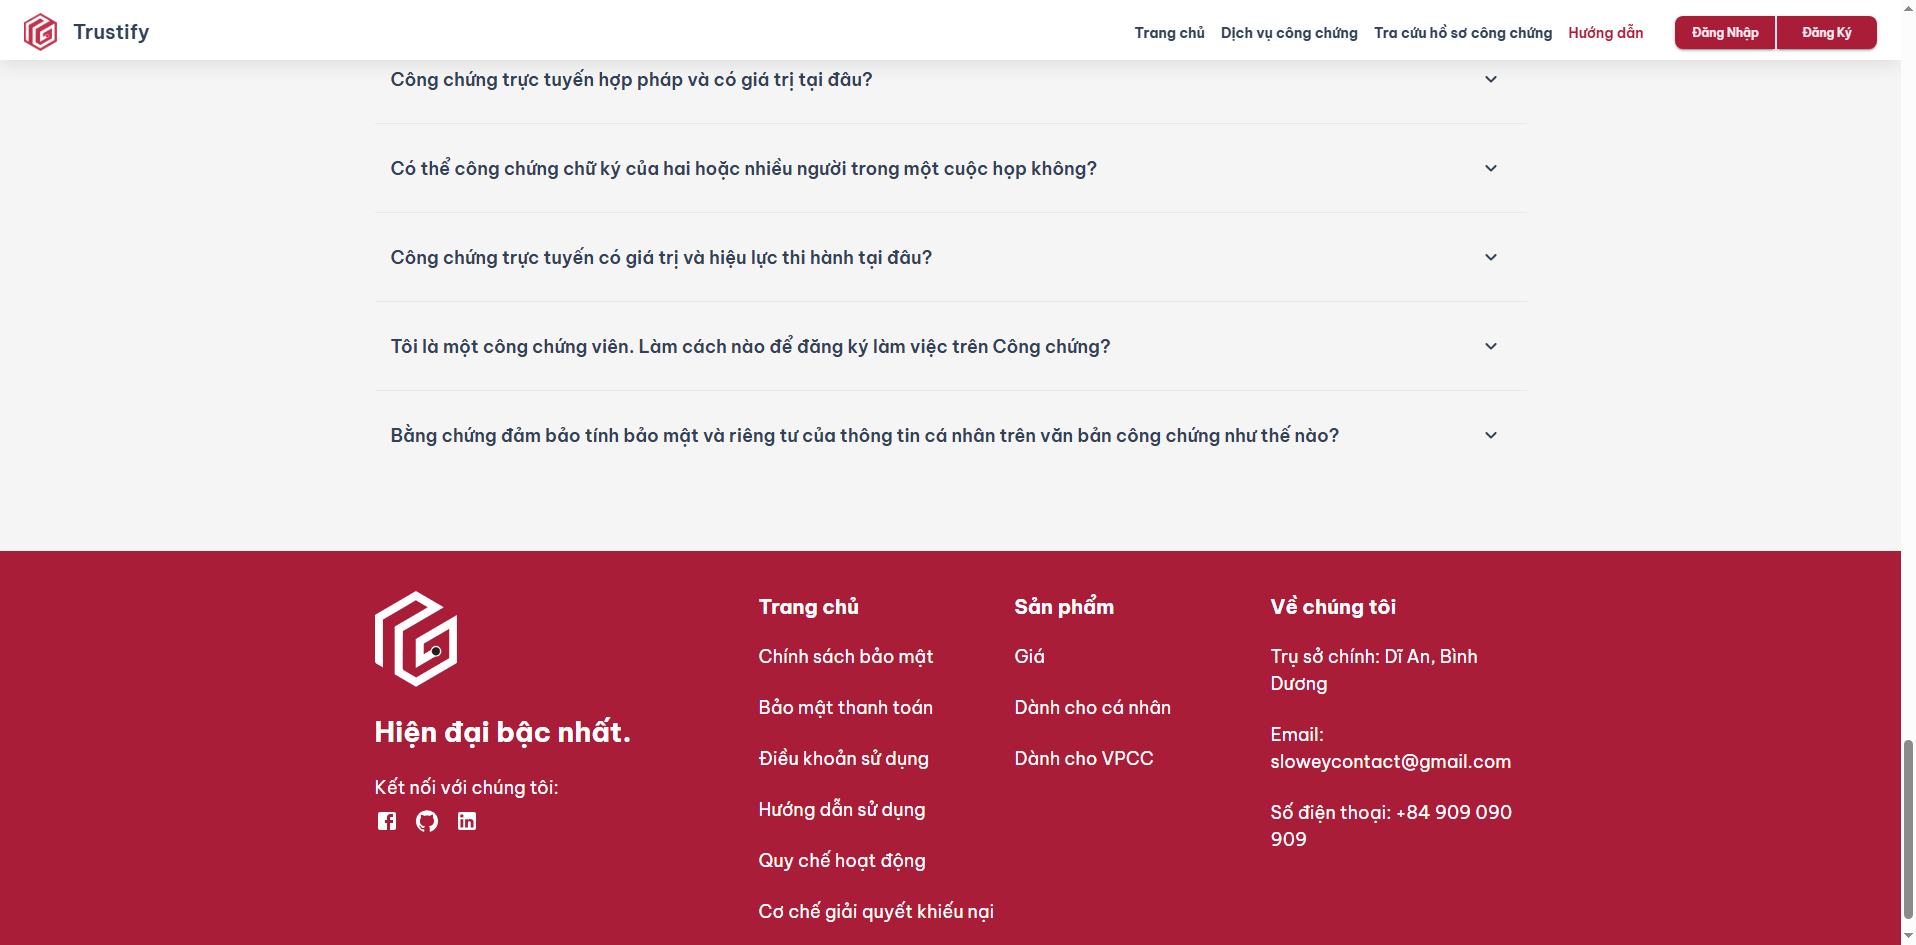 Trustify
Trang chủ Dịch vụ công chứng Tra cứu hồ sơ công chứng Hướng dẫn Đăng Nhập Đăng Ký
Công chứng trực tuyến hợp pháp và có giá trị tại đâu?
Có thể công chứng chữ ký của hai hoặc nhiều người trong một cuộc họp không?
Công chứng trực tuyến có giá trị và hiệu lực thi hành tại đâu?
Tôi là một công chứng viên. Làm cách nào để đăng ký làm việc trên Công chứng?
Bằng chứng đảm bảo tính bảo mật và riêng tư của thông tin cá nhân trên văn bản công chứng như thế nào?
Hiện đại bậc nhất.
Kết nối với chúng tôi:
Trang chủ
Chính sách bảo mật
Bảo mật thanh toán
Điều khoản sử dụng
Hướng dẫn sử dụng
Quy chế hoạt động
Cơ chế giải quyết khiếu nại
Sản phẩm
Giá
Dành cho cá nhân
Dành cho VPCC
Về chúng tôi
Trụ sở chính: Dĩ An, Bình
Dương
Email:
sloweycontact@gmail.com
Số điện thoại: +84 909 090
909